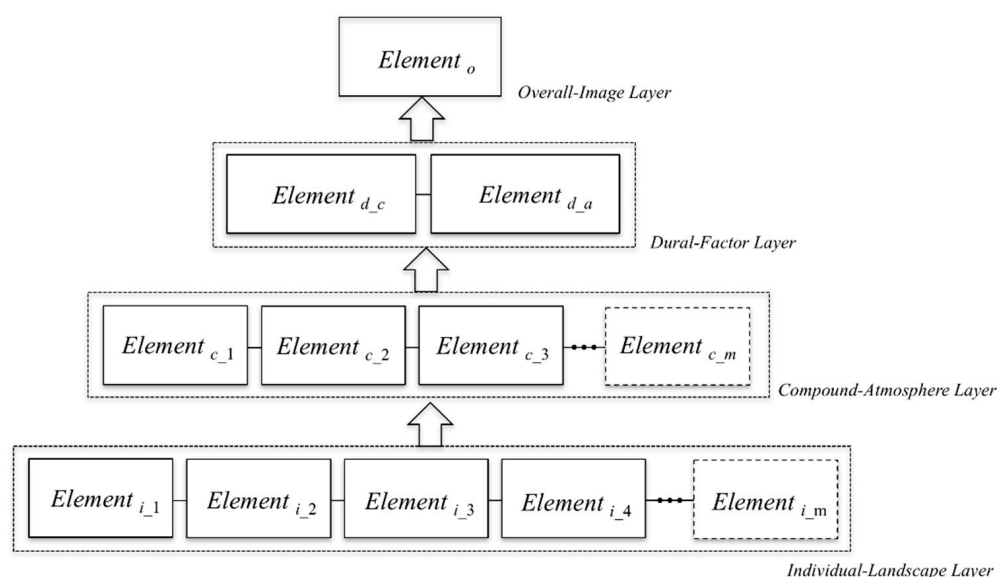 Element o
Overall-Image Layer
Element d_c Element d_a
Dural-Factor Layer
Element c_1 Element c_2 Element c_3 Element c_m
Compound-Atmosphere Layer
Element i_1 Element i_2 Element i_3 Element i_4 Element i_m
Individual-Landscape Layer